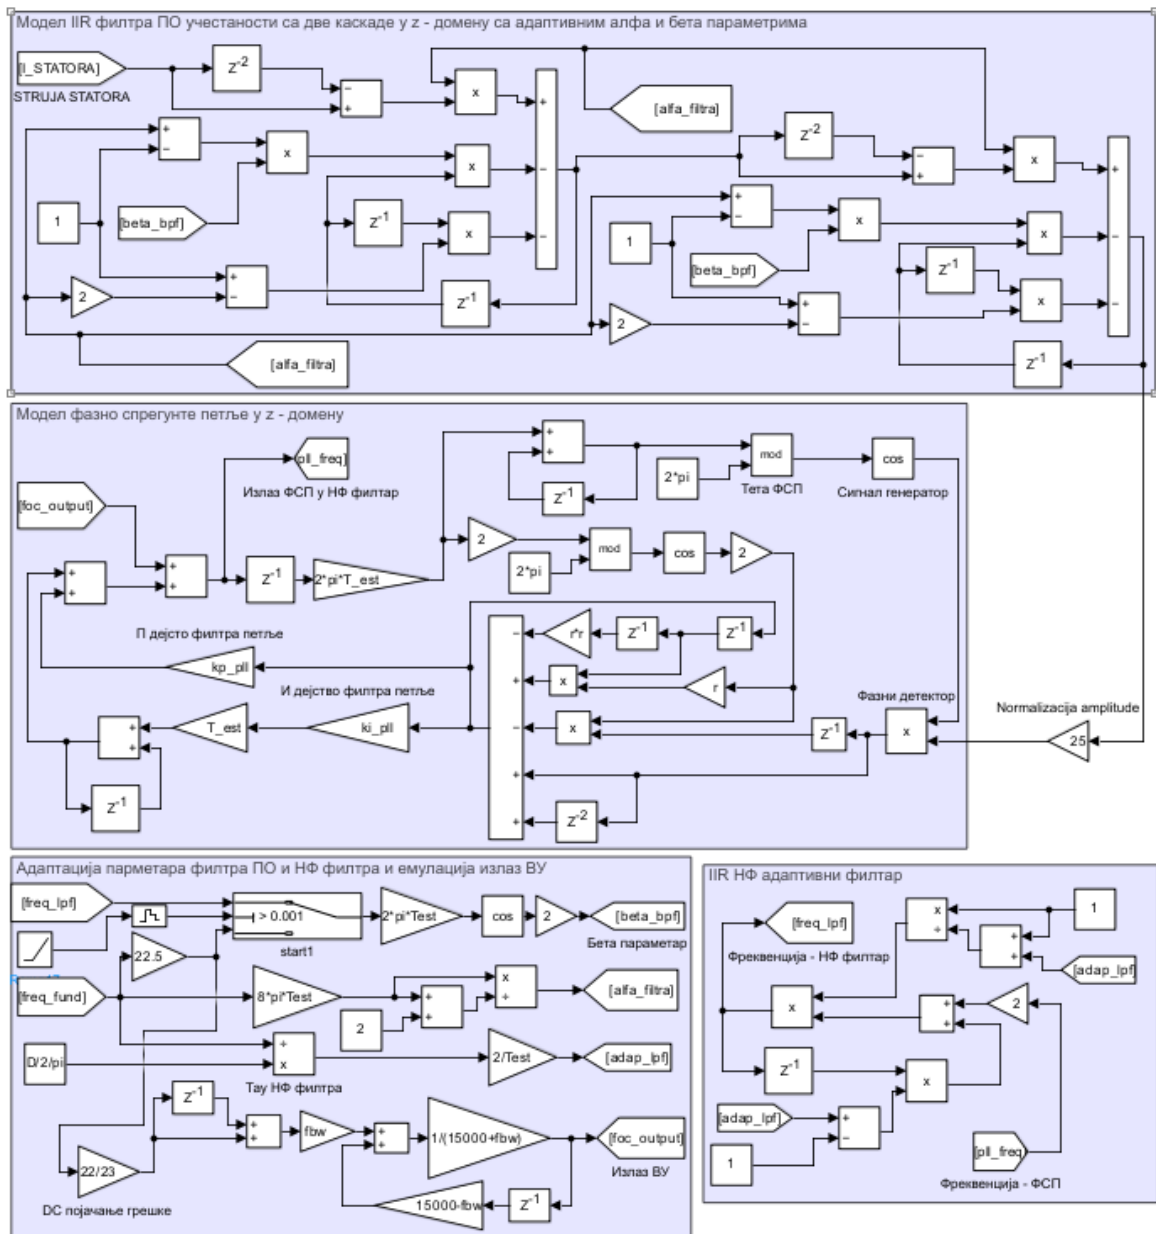 Модел IIR филтра ПО учестаности са две каскаде у z - домену са адаптивним алфа и бета параметрима
[I_STATORA]
STRUJA STATORA
Z-2
x
[alfa_filtra]
Z-2
x
x
x
[beta_bpf]
1
Z-1
x
x
1
[beta_bpf]
x
Z-1
x
2
Z-1
2
Z-1
[alfa_filtra]
Модел фазно спрегунте петље у z - домену
[foc_output]
pll_freq]
Излаз ФСП у НФ филтар
Z-1
2*pi
mod
Тета ФСП
cos
Сигнал генератор
2
2*pi
mod
cos
2
Z-1
2*pi*T_est
П дејсто филтра петље
kp_pll
r*r
Z-1
Z-1
x
r
И дејство филтра петље
T_est
ki_pll
x
Z-1
Фазни детектор
x
Normalizacija amplitude
25
Z-1
Z-2
Адаптација парметара филтра ПО и НФ филтра и емулација излаз ВУ
[freq_lpf]
> 0.001
start1
2*pi*Test
cos
2
[beta_bpf]
Бета параметар
22.5
[freq_fund]
8*pi*Test
2
x
÷
[alfa_filtra]
D/2/pi
÷
x
Тау НФ филтра
2/Test
[adap_lpf]
Z-1
22/23
DC појачање грешке
fbw
1/(15000+fbw)
[foc_output]
Излаз ВУ
15000-fbw
Z-1
IIR НФ адаптивни филтар
[freq_lpf]
Фреквенција - НФ филтар
x
÷
1
[adap_lpf]
x
2
Z-1
x
[adap_lpf]
1
[pll_freq]
Фреквенција - ФСП